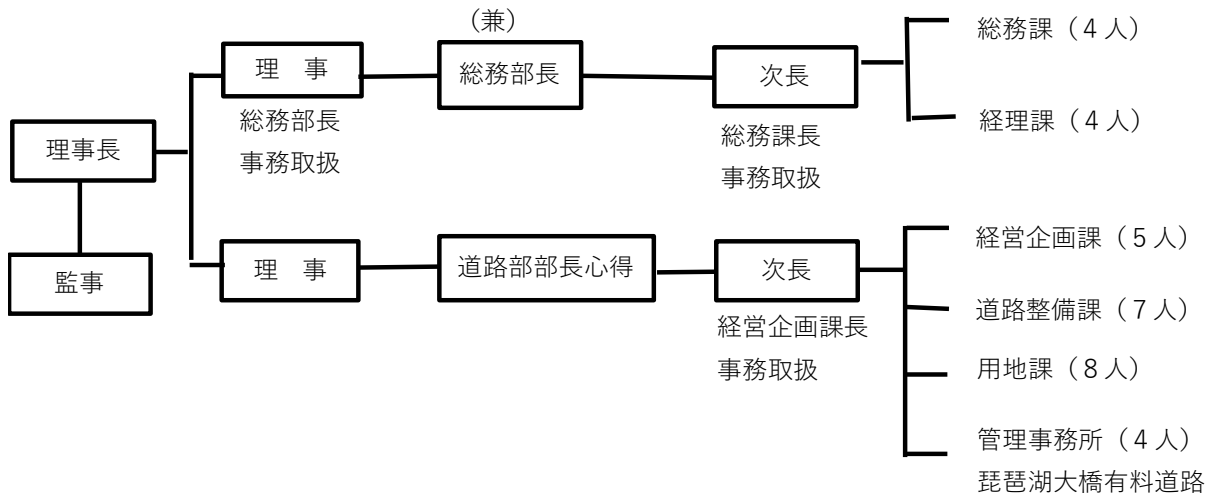 （兼）
理　事
総務部長
次長
総務課（４人）
総務部長
事務取扱
総務課長
事務取扱
経理課（４人）
理事長
監事
理　事
道路部部長心得
次長
経営企画課長
事務取扱
経営企画課（５人）
道路整備課（７人）
用地課（８人）
管理事務所（４人）
琵琶湖大橋有料道路